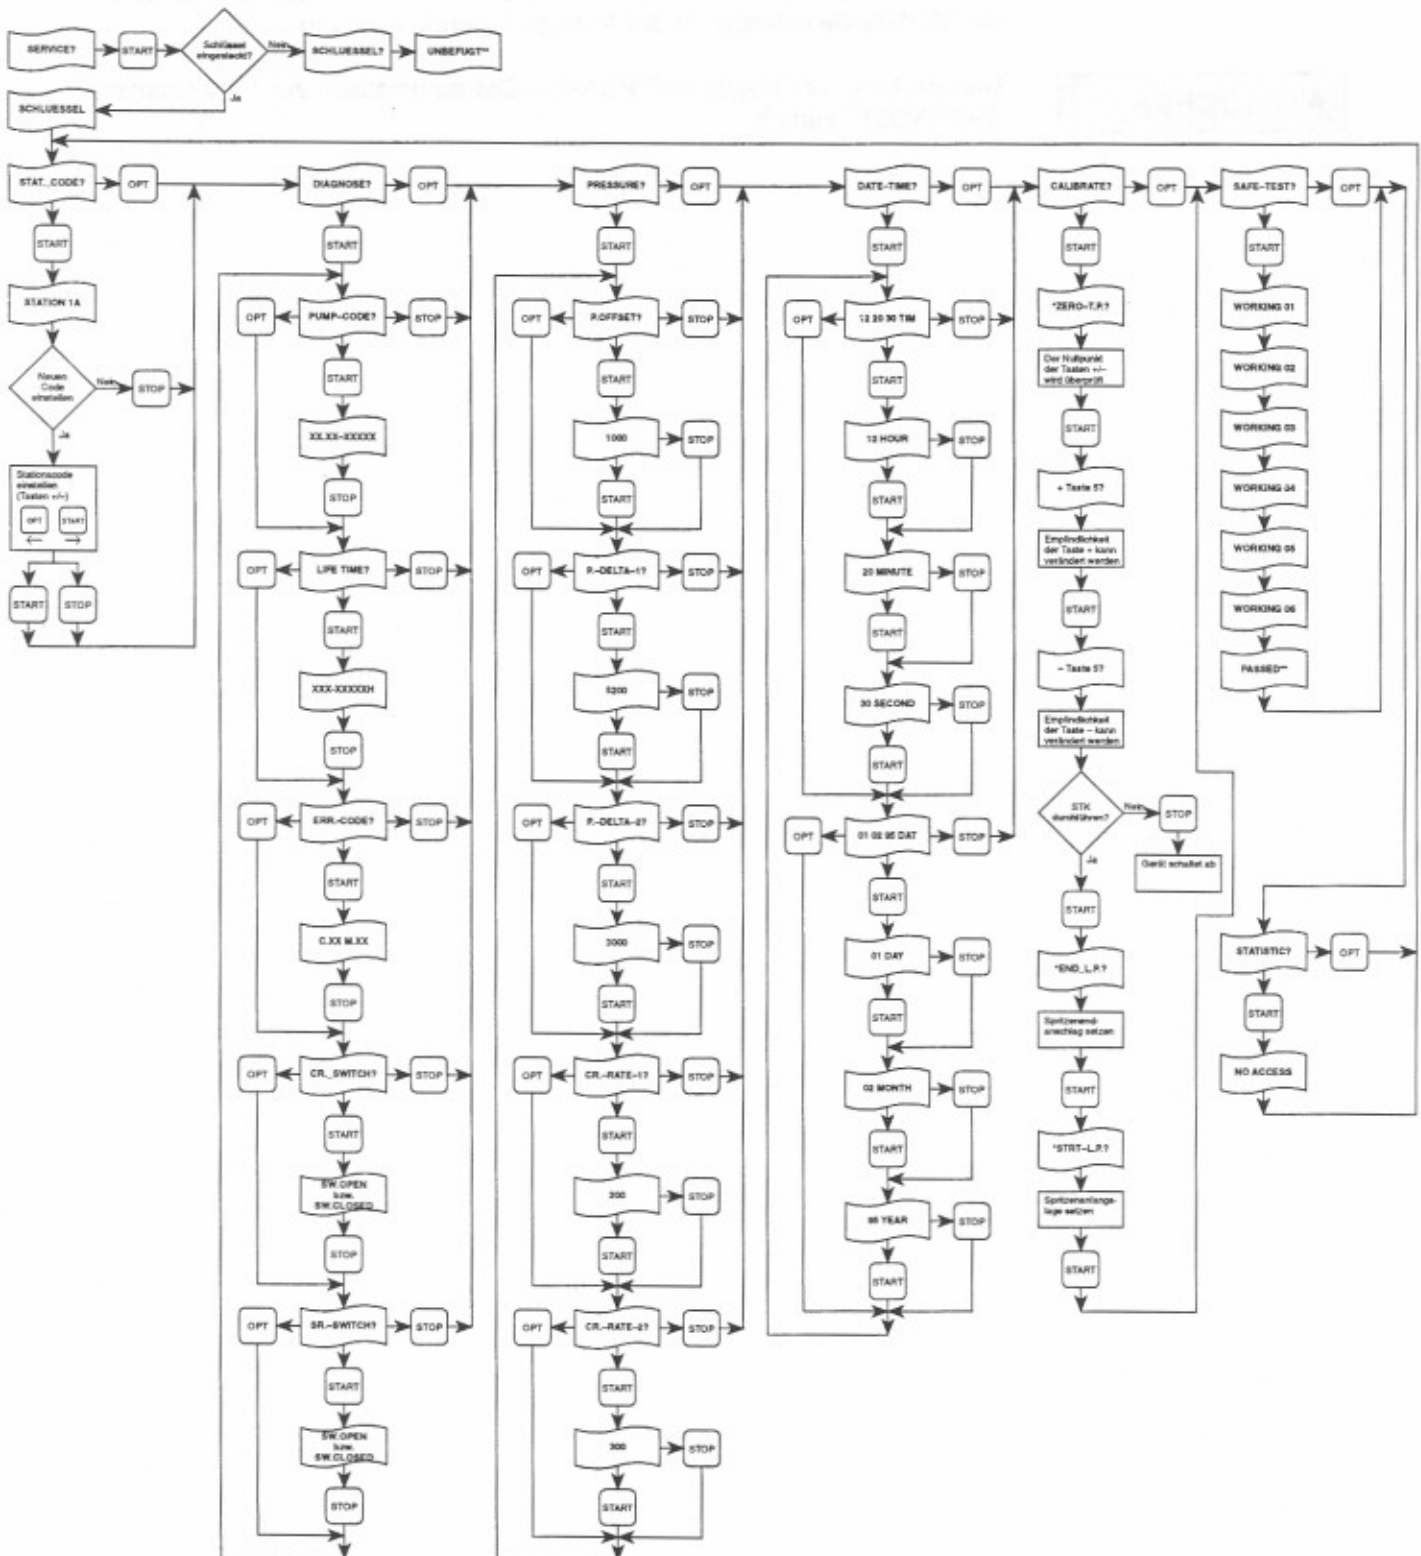 SERVICE?
START
Schlüssel
eingesteckt?
Nein
SCHLUESSEL?
UNBEFUGT**
Ja
SCHLUESSEL
STAT._CODE?
OPT
START
STATION 1A
Neuen
Code
einstellen
Nein
STOP
Ja
Stationscode
einstellen
(Tasten +/-)
OPT
START
START
STOP
DIAGNOSE?
OPT
START
OPT
PUMP-CODE?
STOP
START
XX.XX-XXXXX
STOP
OPT
LIFE TIME?
STOP
START
XXX-XXXXXH
STOP
OPT
ERR.-CODE?
STOP
START
C.XX M.XX
STOP
OPT
CR._SWITCH?
STOP
START
SW.OPEN
bzw.
SW.CLOSED
STOP
OPT
SR.-SWITCH?
STOP
START
SW.OPEN
bzw.
SW.CLOSED
STOP
PRESSURE?
OPT
START
OPT
P.OFFSET?
STOP
START
1000
STOP
START
OPT
P.-DELTA-1?
STOP
START
5200
STOP
START
OPT
P.-DELTA-2?
STOP
START
3000
STOP
START
OPT
CR.-RATE-1?
STOP
START
200
STOP
START
OPT
CR.-RATE-2?
STOP
START
300
STOP
START
DATE-TIME?
OPT
START
OPT
12 20 30 TIM
STOP
START
12 HOUR
STOP
START
20 MINUTE
STOP
START
30 SECOND
STOP
START
OPT
01 02 95 DAT
STOP
START
01 DAY
STOP
START
02 MONTH
STOP
START
95 YEAR
STOP
START
CALIBRATE?
OPT
START
*ZERO-T.P.?
Der Nullpunkt
der Tasten +/-
wird überprüft
START
+ Taste 5?
Empfindlichkeit
der Taste + kann
verändert werden
START
- Taste 5?
Empfindlichkeit
der Taste - kann
verändert werden
STK
durchführen?
Nein
STOP
Gerät schaltet ab
Ja
START
*END_L.P.?
Spritzenend-
anschlag setzen
START
*STRT-L.P.?
Spritzenanfangs-
lage setzen
START
SAFE-TEST?
OPT
START
WORKING 01
WORKING 02
WORKING 03
WORKING 04
WORKING 05
WORKING 06
PASSED**
STATISTIC?
OPT
START
NO ACCESS